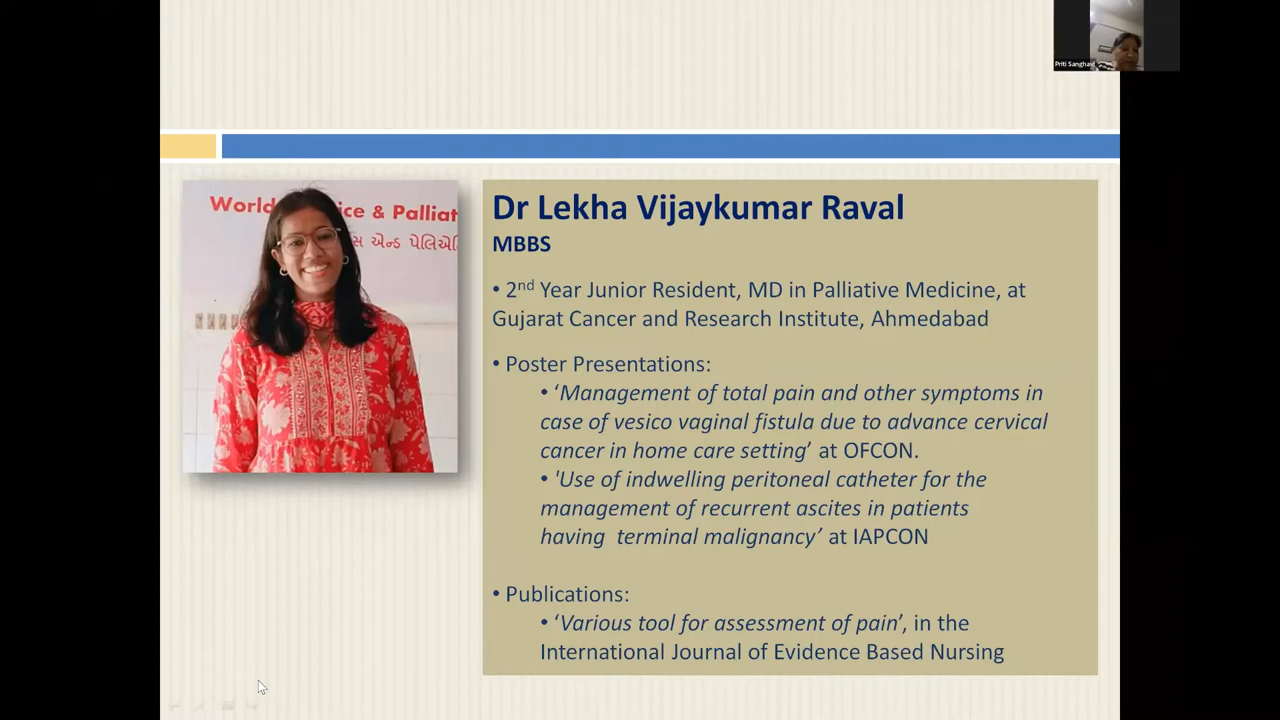 Priti Sanghavi
World
ice & Palliat
સ એન્ડ પેલિએ
Dr Lekha Vijaykumar Raval
MBBS
• 2nd Year Junior Resident, MD in Palliative Medicine, at
Gujarat Cancer and Research Institute, Ahmedabad
• Poster Presentations:
• ‘Management of total pain and other symptoms in
case of vesico vaginal fistula due to advance cervical
cancer in home care setting’ at OFCON.
• 'Use of indwelling peritoneal catheter for the
management of recurrent ascites in patients
having  terminal malignancy’ at IAPCON
• Publications:
• ‘Various tool for assessment of pain’, in the
International Journal of Evidence Based Nursing